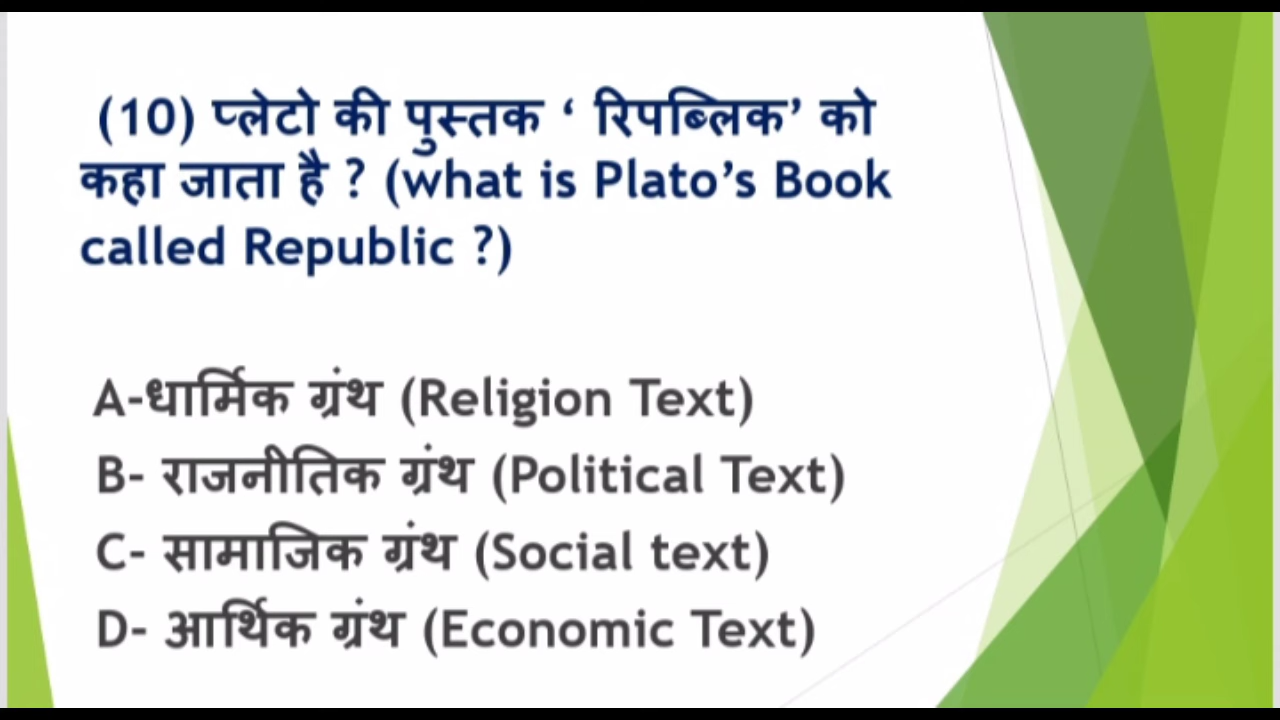 (10) प्लेटो की पुस्तक ‘ रिपब्लिक’ को
कहा जाता है ? (what is Plato’s Book
called Republic ?)
A-धार्मिक ग्रंथ (Religion Text)
B- राजनीतिक ग्रंथ (Political Text)
C- सामाजिक ग्रंथ (Social text)
D- आर्थिक ग्रंथ (Economic Text)